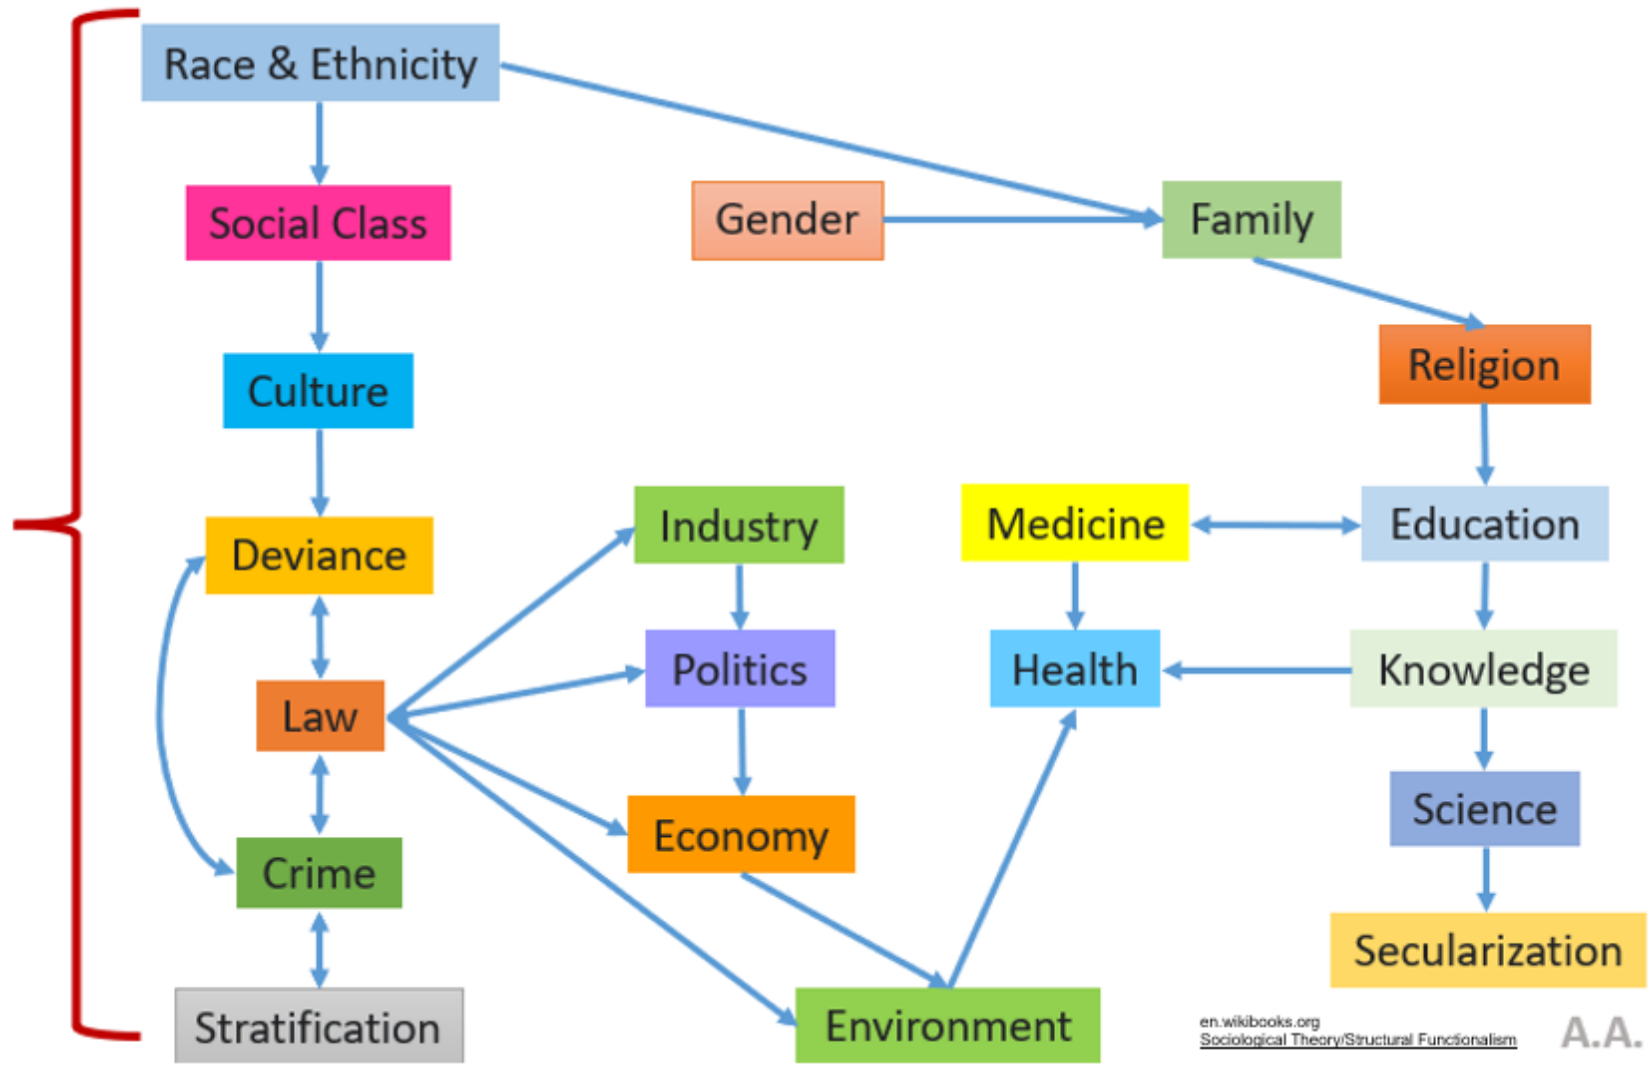 Race & Ethnicity
Social Class
Gender
Family
Culture
Religion
Deviance
Industry
Medicine
Education
Law
Politics
Health
Knowledge
Crime
Economy
Science
Secularization
Stratification
Environment
en.wikibooks.org
Sociological Theory/Structural Functionalism
A.A.